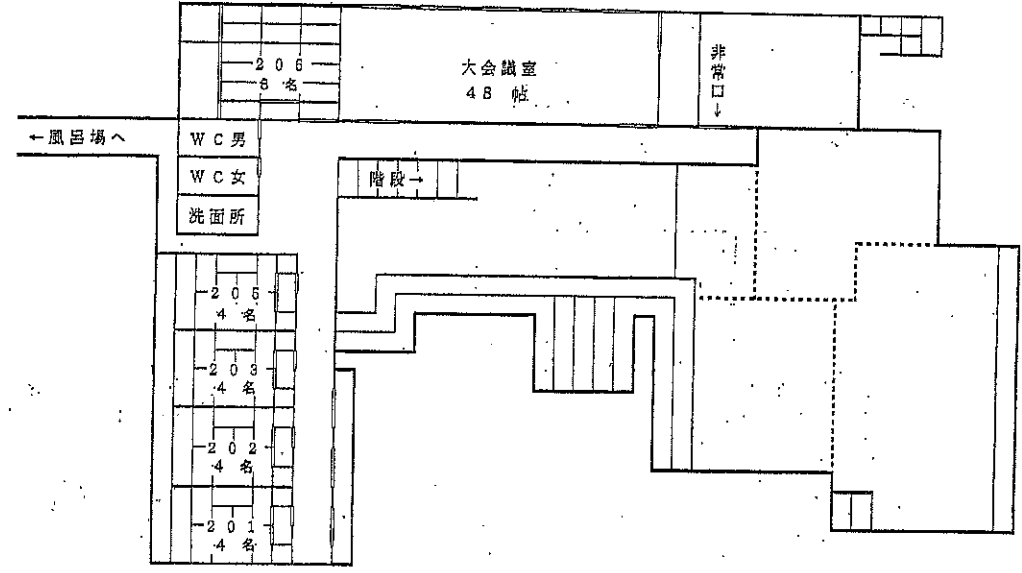 206
8名
大会議室
48 帖
非常口↓
←風呂場へ
WC男
WC女
洗面所
階段→
205
4名
203
4名
202
4名
201
4名